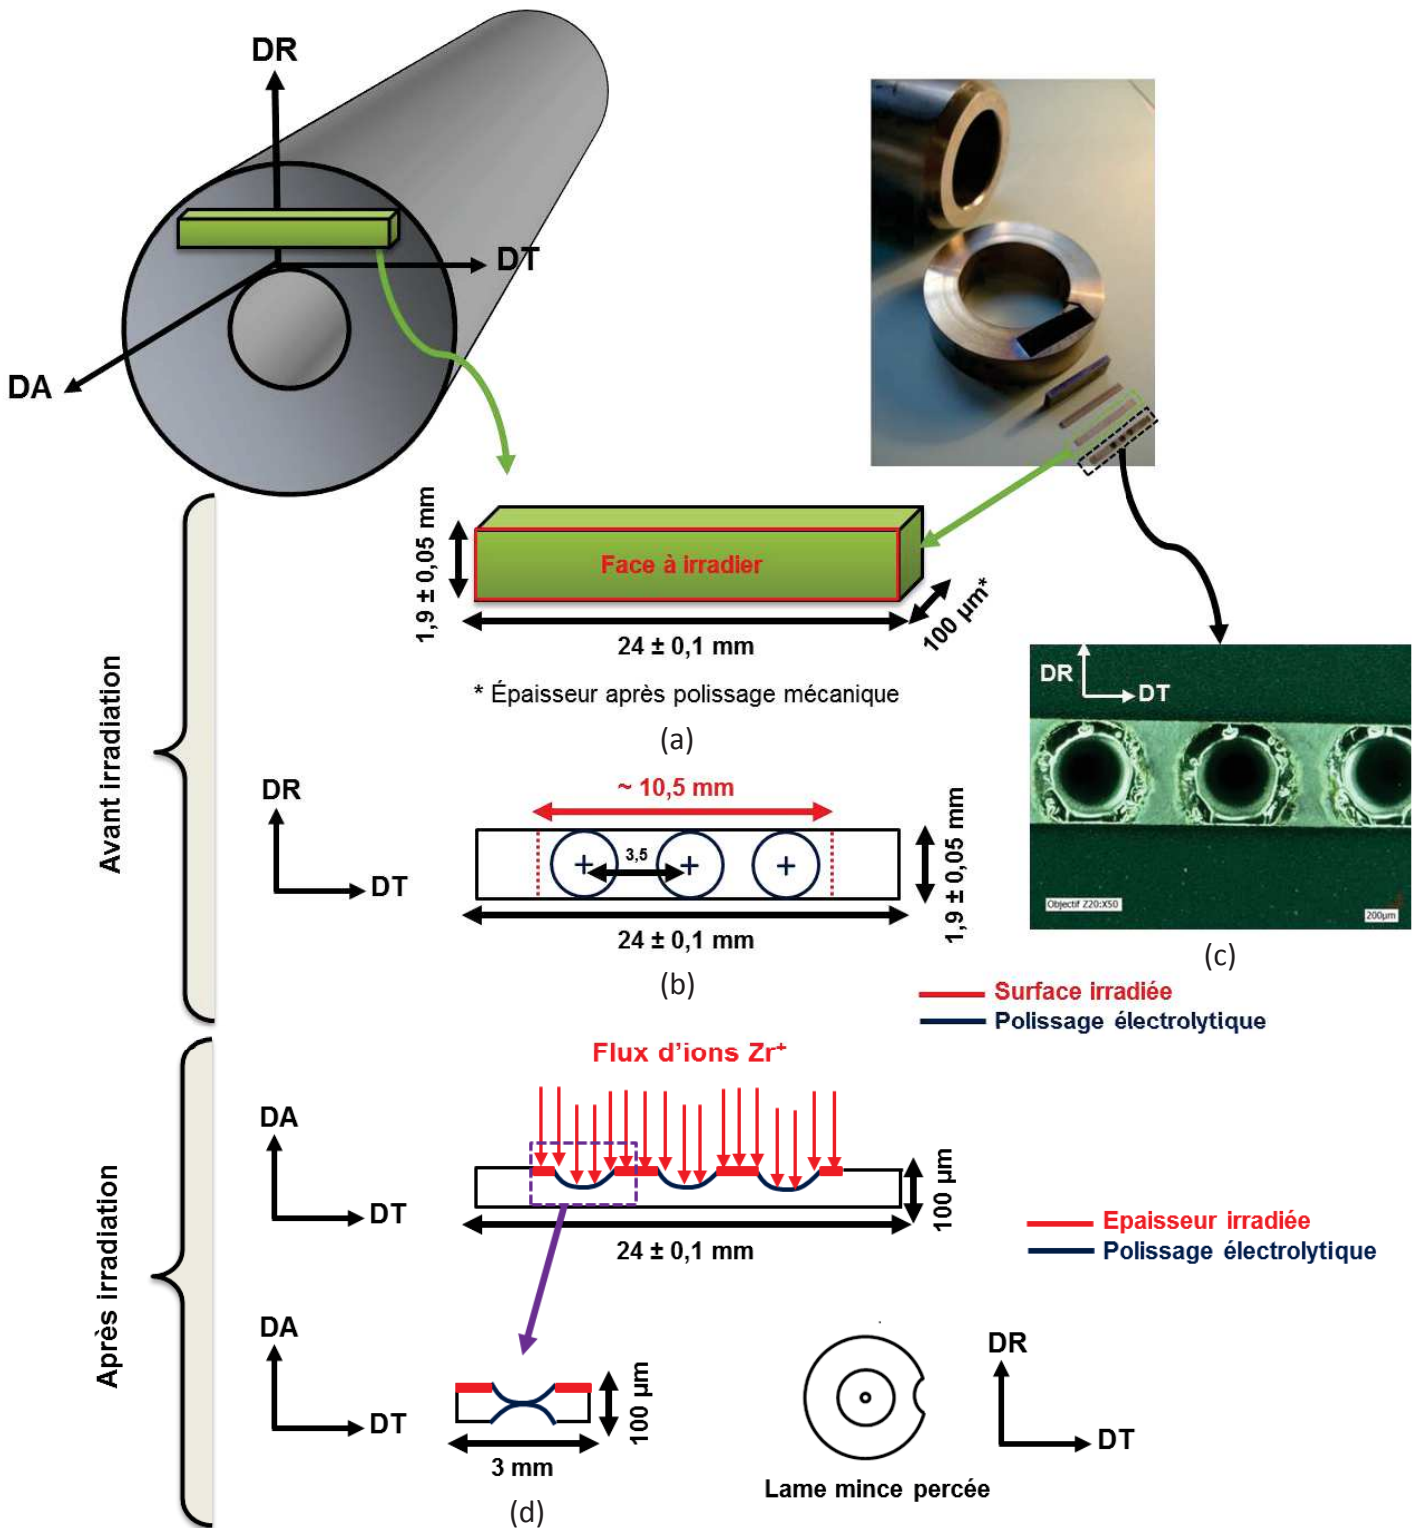 DR
DT
DA
1,9 ± 0,05 mm
Face à irradier
100 µm*
24 ± 0,1 mm
* Épaisseur après polissage mécanique
(a)
Avant irradiation
DR
DT
~ 10,5 mm
3,5
1,9 ± 0,05 mm
24 ± 0,1 mm
(b)
DR
DT
Objectif Z20:X50
200µm
(c)
Surface irradiée
Polissage électrolytique
Après irradiation
Flux d’ions Zr⁺
DA
DT
100 µm
24 ± 0,1 mm
Epaisseur irradiée
Polissage électrolytique
DA
DT
100 µm
3 mm
(d)
Lame mince percée
DR
DT